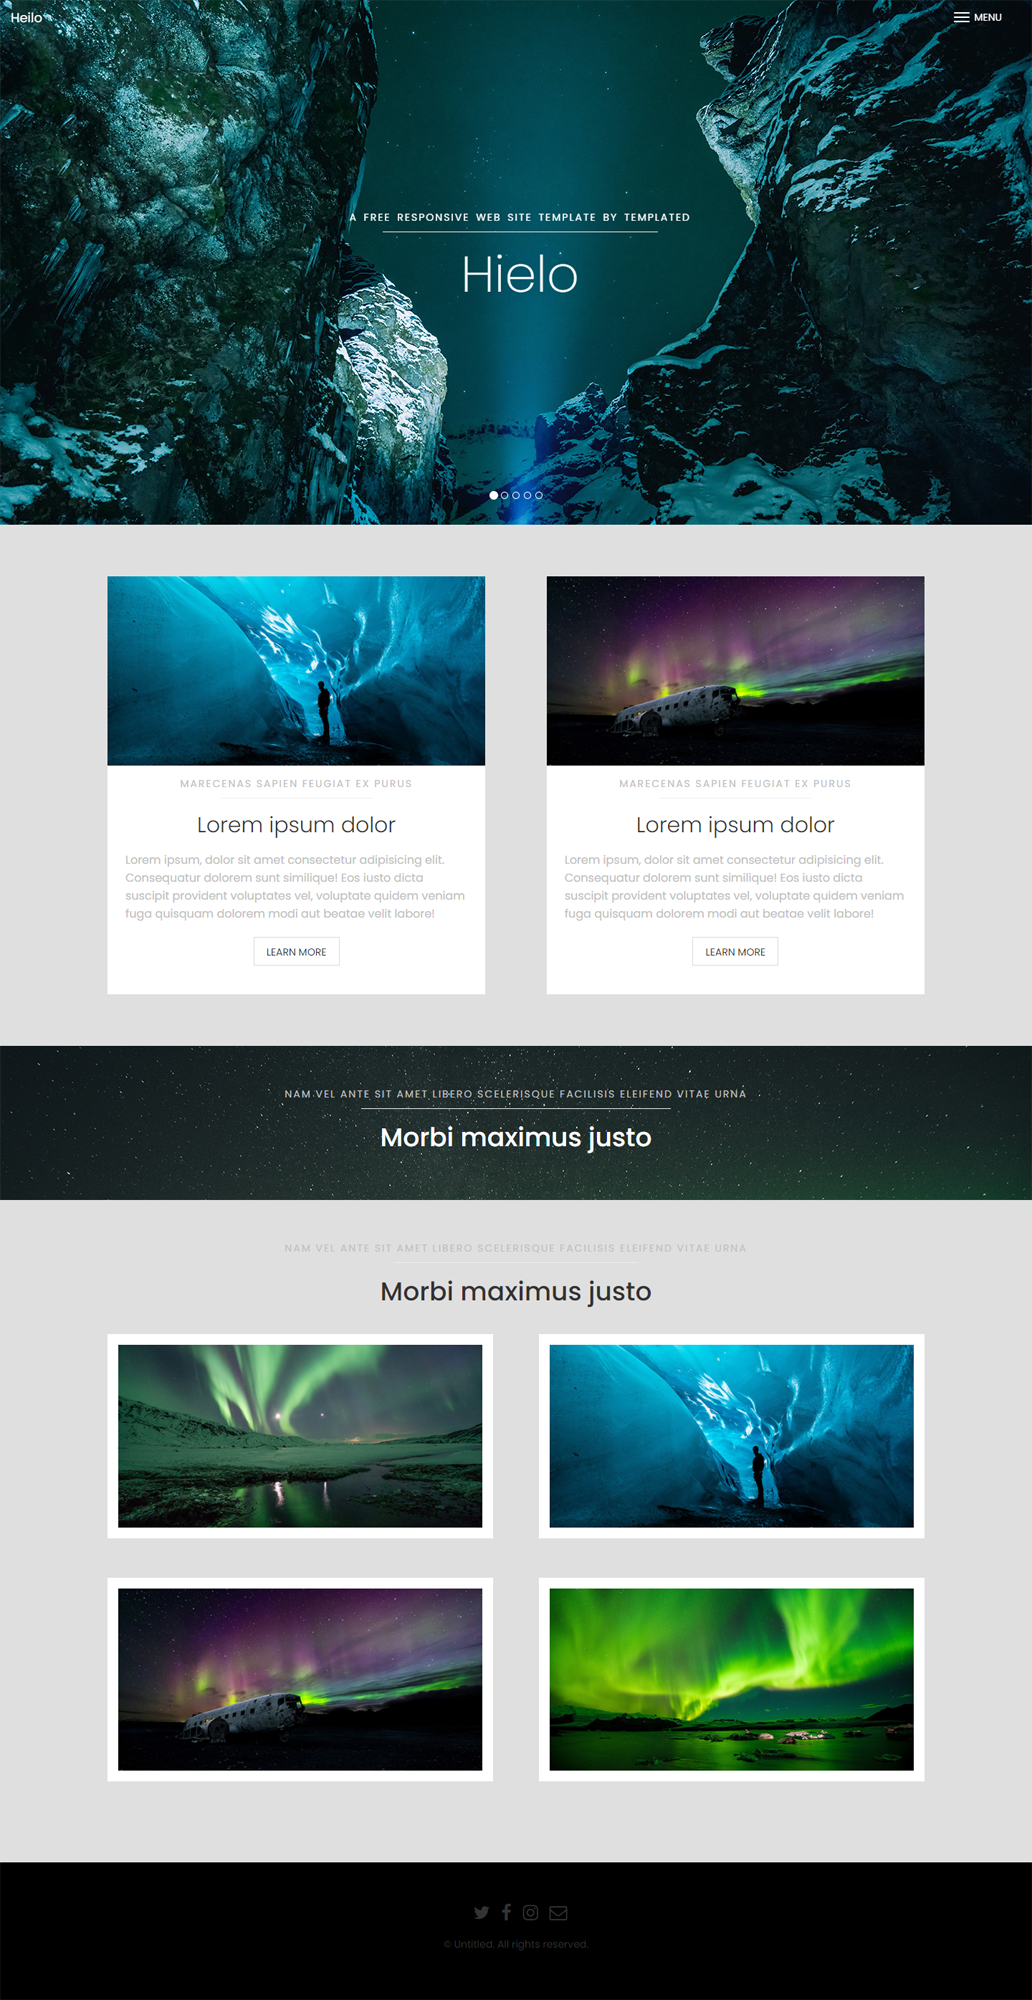 Heilo
MENU
A FREE RESPONSIVE WEB SITE TEMPLATE BY TEMPLATED
Hielo
MARECENAS SAPIEN FEUGIAT EX PURUS
Lorem ipsum dolor
Lorem ipsum, dolor sit amet consectetur adipisicing elit.
Consequatur dolorem sunt similique! Eos iusto dicta
suscipit provident voluptates vel, voluptate quidem veniam
fuga quisquam dolorem modi aut beatae velit labore!
LEARN MORE
MARECENAS SAPIEN FEUGIAT EX PURUS
Lorem ipsum dolor
Lorem ipsum, dolor sit amet consectetur adipisicing elit.
Consequatur dolorem sunt similique! Eos iusto dicta
suscipit provident voluptates vel, voluptate quidem veniam
fuga quisquam dolorem modi aut beatae velit labore!
LEARN MORE
NAM VEL ANTE SIT AMET LIBERO SCELERISQUE FACILISIS ELEIFEND VITAE URNA
Morbi maximus justo
NAM VEL ANTE SIT AMET LIBERO SCELERISQUE FACILISIS ELEIFEND VITAE URNA
Morbi maximus justo
© Untitled. All rights reserved.